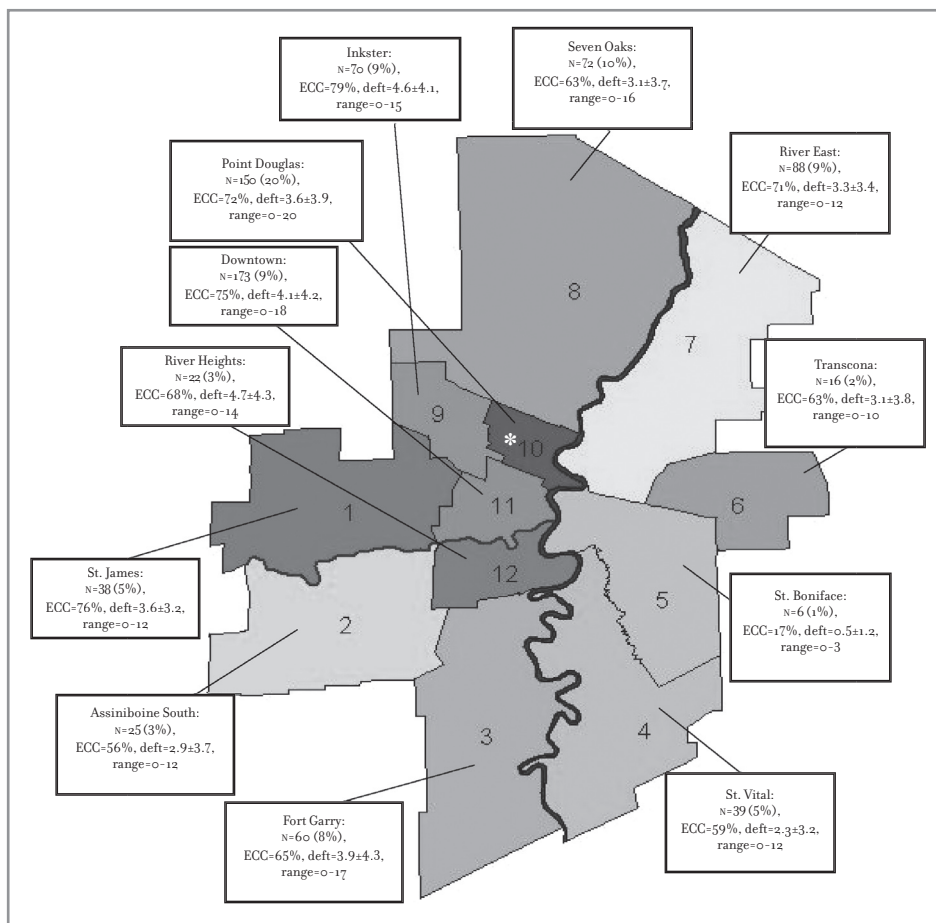 Inkster:
N=70 (9%),
ECC=79%, deft=4.6±4.1,
range=0-15
Seven Oaks:
N=72 (10%),
ECC=63%, deft=3.1±3.7,
range=0-16
Point Douglas:
N=150 (20%),
ECC=72%, deft=3.6±3.9,
range=0-20
River East:
N=88 (9%),
ECC=71%, deft=3.3±3.4,
range=0-12
Downtown:
N=173 (9%),
ECC=75%, deft=4.1±4.2,
range=0-18
River Heights:
N=22 (3%),
ECC=68%, deft=4.7±4.3,
range=0-14
Transcona:
N=16 (2%),
ECC=63%, deft=3.1±3.8,
range=0-10
8
7
9
* 10
11
6
1
12
St. James:
N=38 (5%),
ECC=76%, deft=3.6±3.2,
range=0-12
2
5
St. Boniface:
N=6 (1%),
ECC=17%, deft=0.5±1.2,
range=0-3
Assiniboine South:
N=25 (3%),
ECC=56%, deft=2.9±3.7,
range=0-12
3
4
Fort Garry:
N=60 (8%),
ECC=65%, deft=3.9±4.3,
range=0-17
St. Vital:
N=39 (5%),
ECC=59%, deft=2.3±3.2,
range=0-12